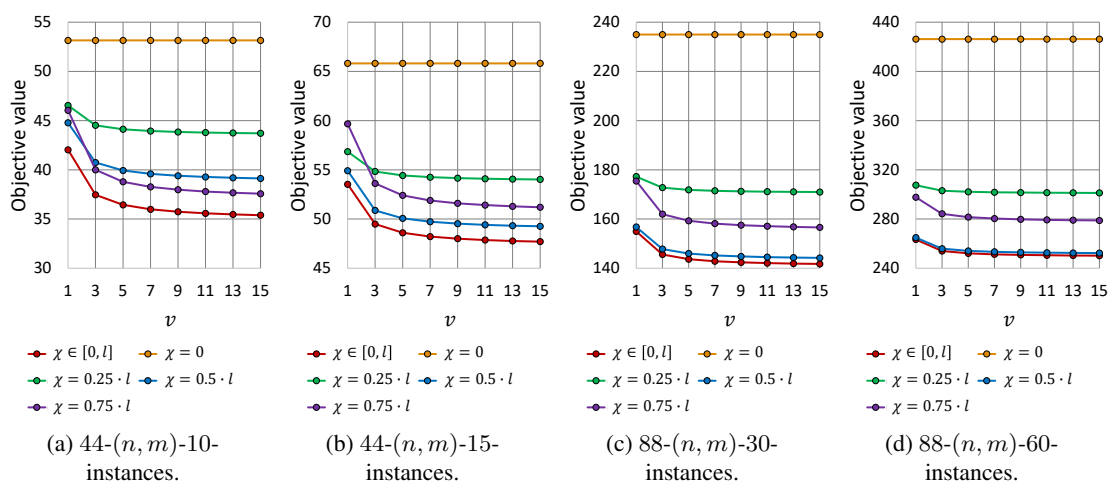 55
50
45
40
35
30
Objective value
1 3 5 7 9 11 13 15
v
χ ∈ [0, l] χ = 0
χ = 0.25 · l χ = 0.5 · l
χ = 0.75 · l
(a) 44-(n, m)-10-
instances.
70
65
60
55
50
45
Objective value
1 3 5 7 9 11 13 15
v
χ ∈ [0, l] χ = 0
χ = 0.25 · l χ = 0.5 · l
χ = 0.75 · l
(b) 44-(n, m)-15-
instances.
240
220
200
180
160
140
Objective value
1 3 5 7 9 11 13 15
v
χ ∈ [0, l] χ = 0
χ = 0.25 · l χ = 0.5 · l
χ = 0.75 · l
(c) 88-(n, m)-30-
instances.
440
400
360
320
280
240
Objective value
1 3 5 7 9 11 13 15
v
χ ∈ [0, l] χ = 0
χ = 0.25 · l χ = 0.5 · l
χ = 0.75 · l
(d) 88-(n, m)-60-
instances.